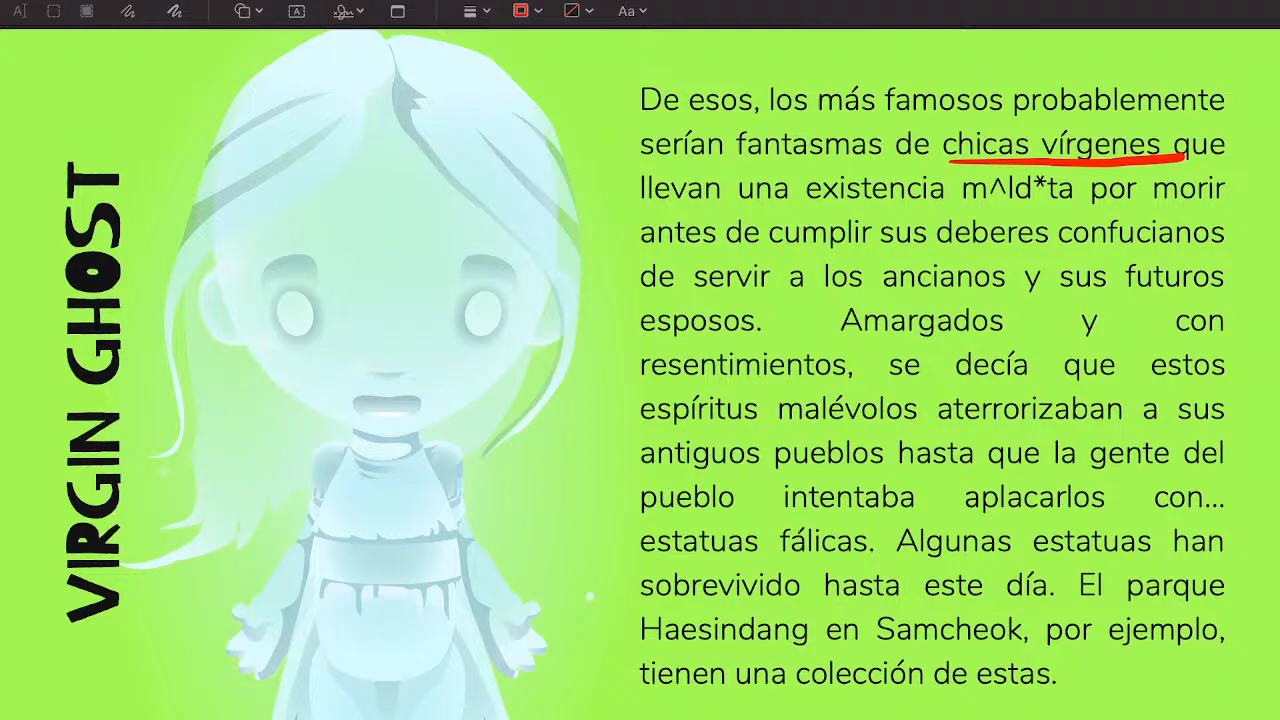 Aa
VIRGIN GHOST
De esos, los más famosos probablemente
serían fantasmas de chicas vírgenes que
llevan una existencia m^ld*ta por morir
antes de cumplir sus deberes confucianos
de servir a los ancianos y sus futuros
esposos. Amargados y con
resentimientos, se decía que estos
espíritus malévolos aterrorizaban a sus
antiguos pueblos hasta que la gente del
pueblo intentaba aplacarlos con...
estatuas fálicas. Algunas estatuas han
sobrevivido hasta este día. El parque
Haesindang en Samcheok, por ejemplo,
tienen una colección de estas.